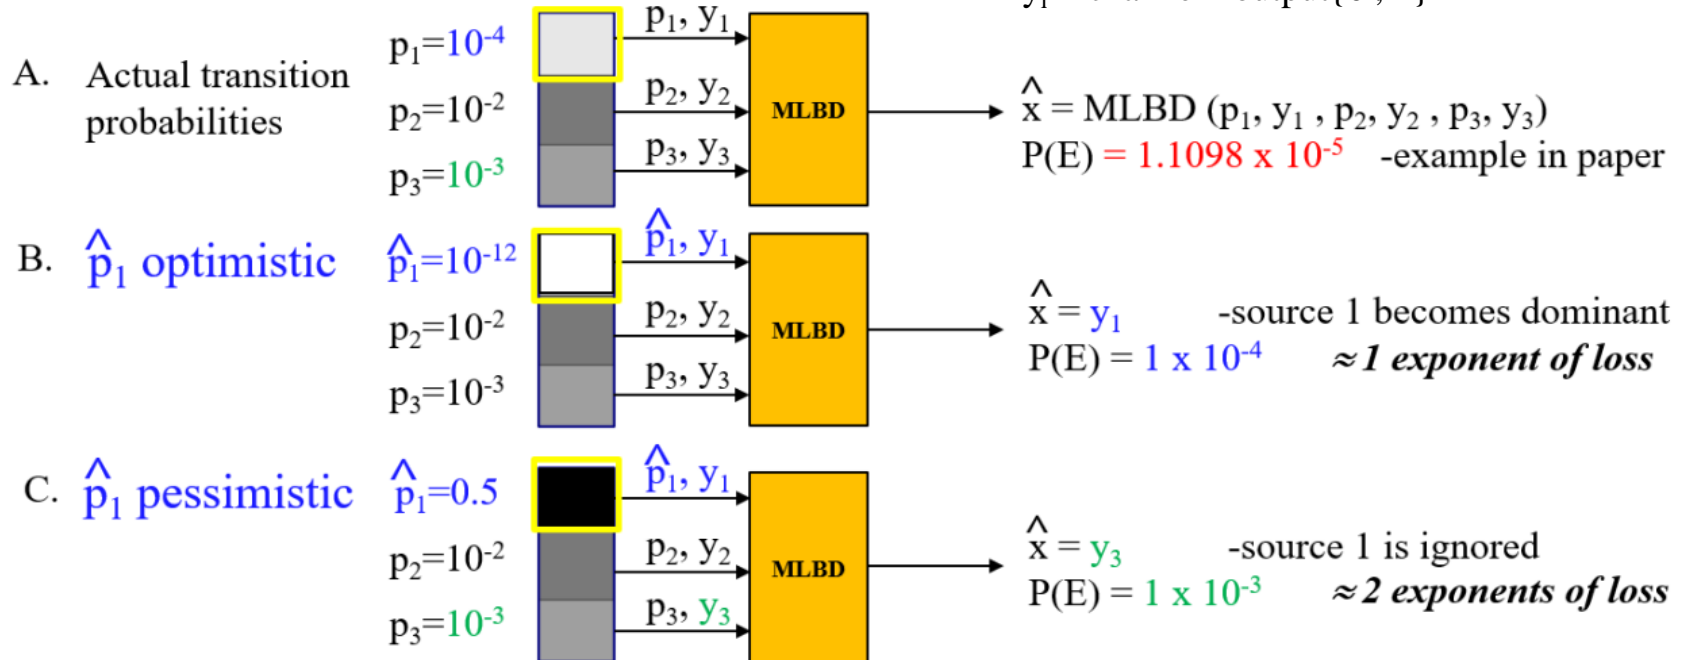 A. Actual transition probabilities
p₁=10⁻⁴
p₂=10⁻²
p₃=10⁻³
p₁, y₁
p₂, y₂
p₃, y₃
MLBD
x̂ = MLBD (p₁, y₁ , p₂, y₂ , p₃, y₃)
P(E) = 1.1098 x 10⁻⁵ -example in paper
B. p̂₁ optimistic
p̂₁=10⁻¹²
p₂=10⁻²
p₃=10⁻³
p̂₁, y₁
p₂, y₂
p₃, y₃
MLBD
x̂ = y₁ -source 1 becomes dominant
P(E) = 1 x 10⁻⁴ ≈1 exponent of loss
C. p̂₁ pessimistic
p̂₁=0.5
p₂=10⁻²
p₃=10⁻³
p̂₁, y₁
p₂, y₂
p₃, y₃
MLBD
x̂ = y₃ -source 1 is ignored
P(E) = 1 x 10⁻³ ≈2 exponents of loss